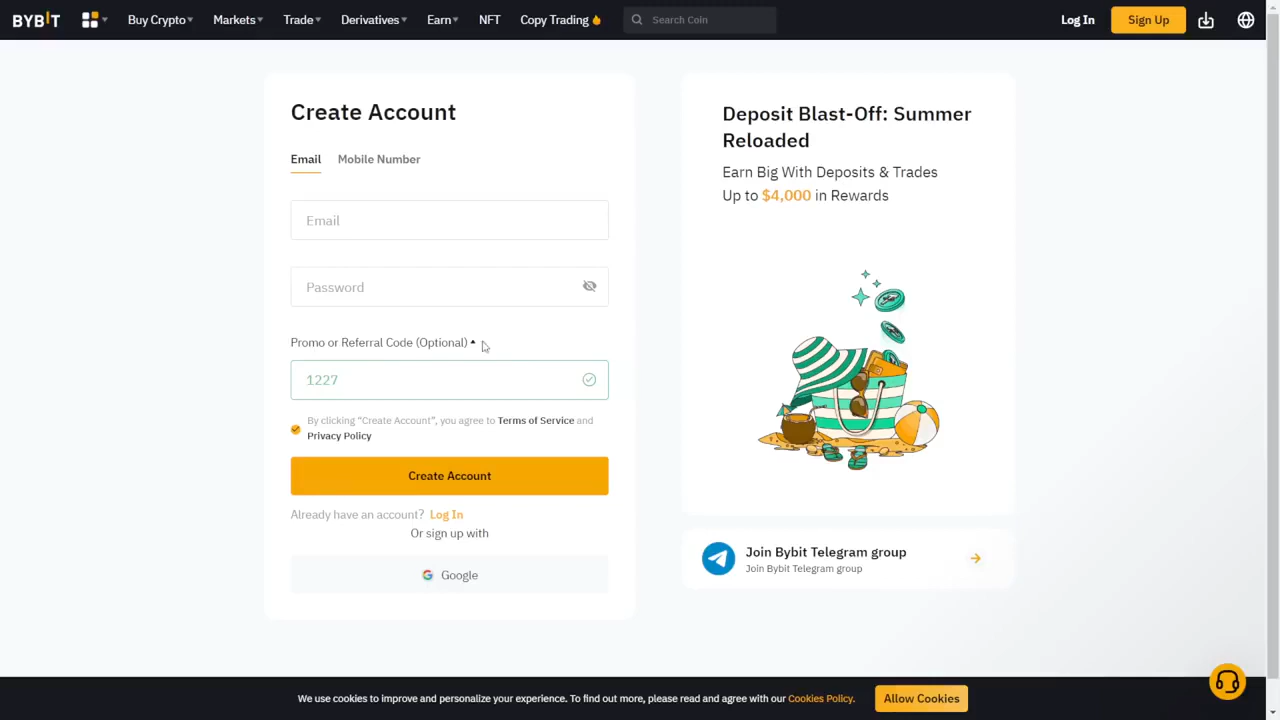 BYBIT Buy Crypto Markets Trade Derivatives Earn NFT Copy Trading Search Coin Log In Sign Up
Create Account
Email Mobile Number
Email
Password
Promo or Referral Code (Optional)
1227
By clicking “Create Account”, you agree to Terms of Service and
Privacy Policy
Create Account
Already have an account? Log In
Or sign up with
Google
Deposit Blast-Off: Summer
Reloaded
Earn Big With Deposits & Trades
Up to $4,000 in Rewards
Join Bybit Telegram group
Join Bybit Telegram group
We use cookies to improve and personalize your experience. To find out more, please read and agree with our Cookies Policy. Allow Cookies